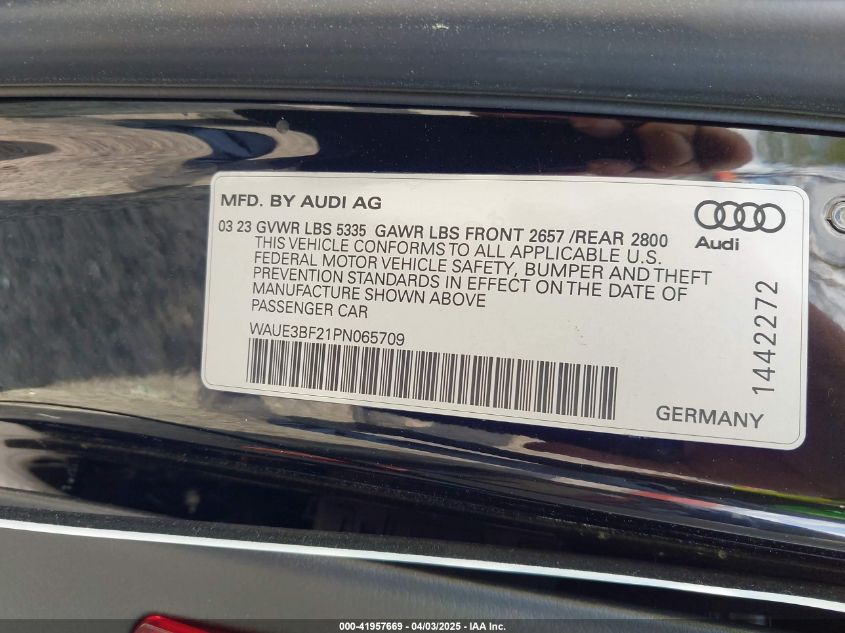 MFD. BY AUDI AG
03 23 GVWR LBS 5335 GAWR LBS FRONT 2657 /REAR 2800
THIS VEHICLE CONFORMS TO ALL APPLICABLE U.S.
FEDERAL MOTOR VEHICLE SAFETY, BUMPER AND THEFT
PREVENTION STANDARDS IN EFFECT ON THE DATE OF
MANUFACTURE SHOWN ABOVE
PASSENGER CAR
WAUE3BF21PN065709
Audi
1442272
GERMANY
000-41957669 - 04/03/2025 - IAA Inc.